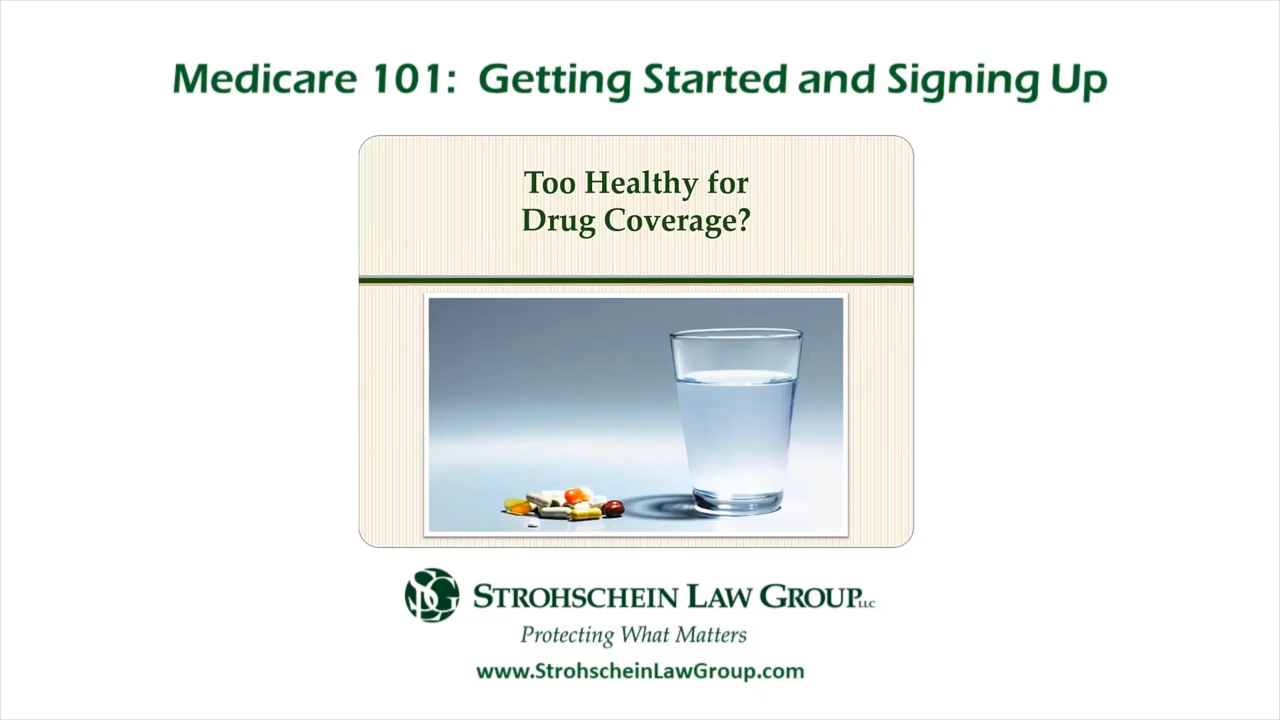 Medicare 101: Getting Started and Signing Up
Too Healthy for
Drug Coverage?
STROHSCHEIN LAW GROUP LLC
Protecting What Matters
www.StrohscheinLawGroup.com